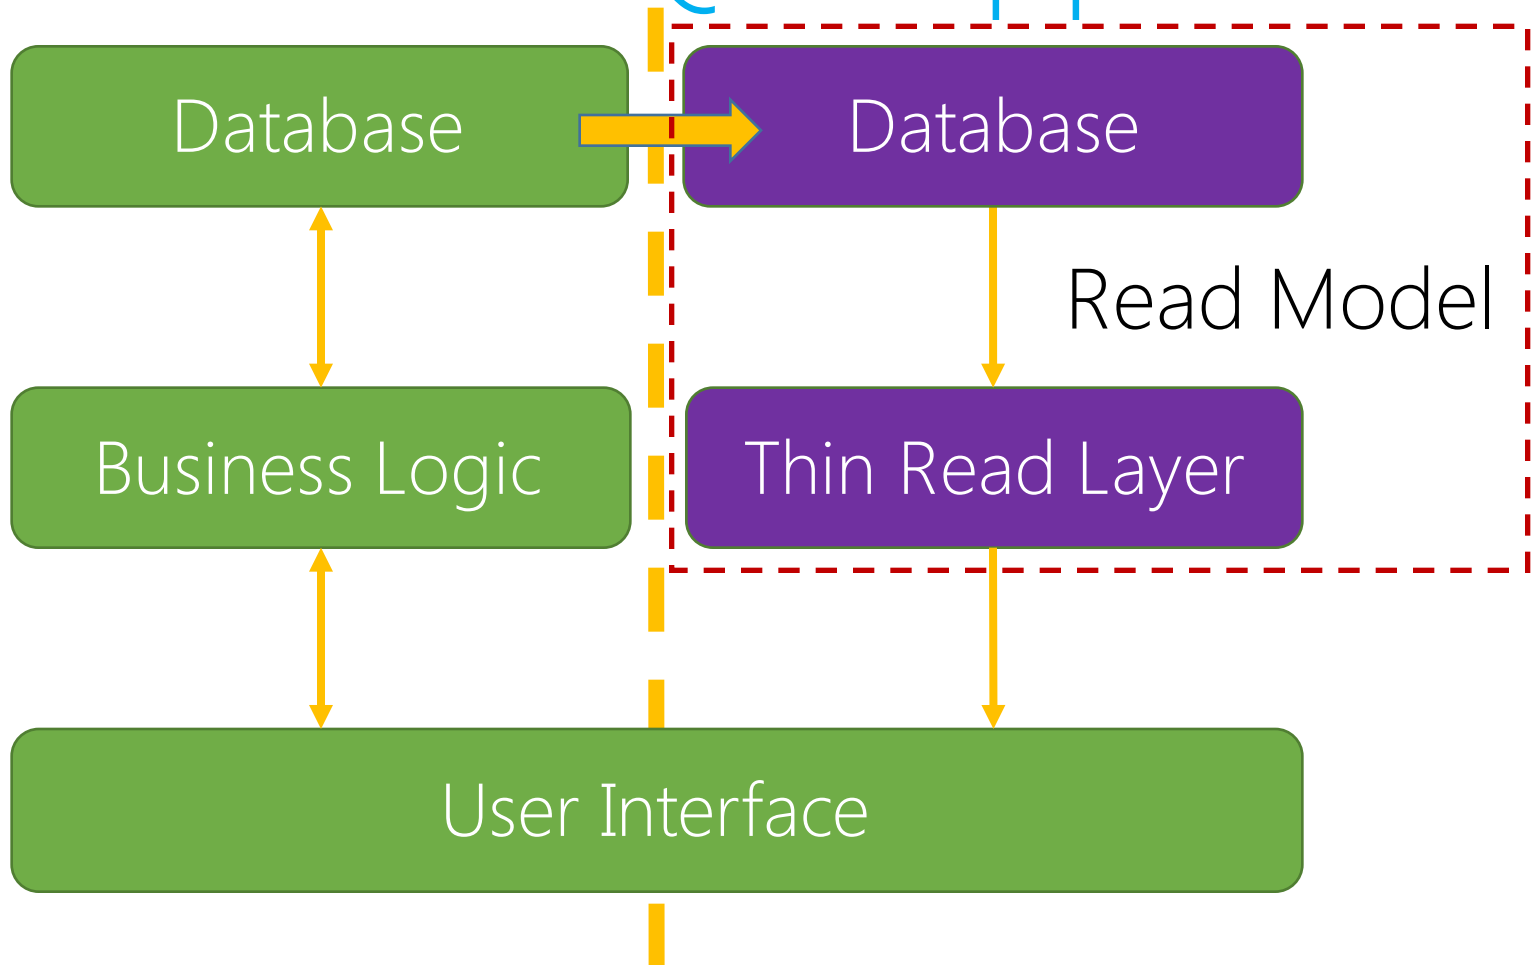 Database
Database
Read Model
Business Logic
Thin Read Layer
User Interface